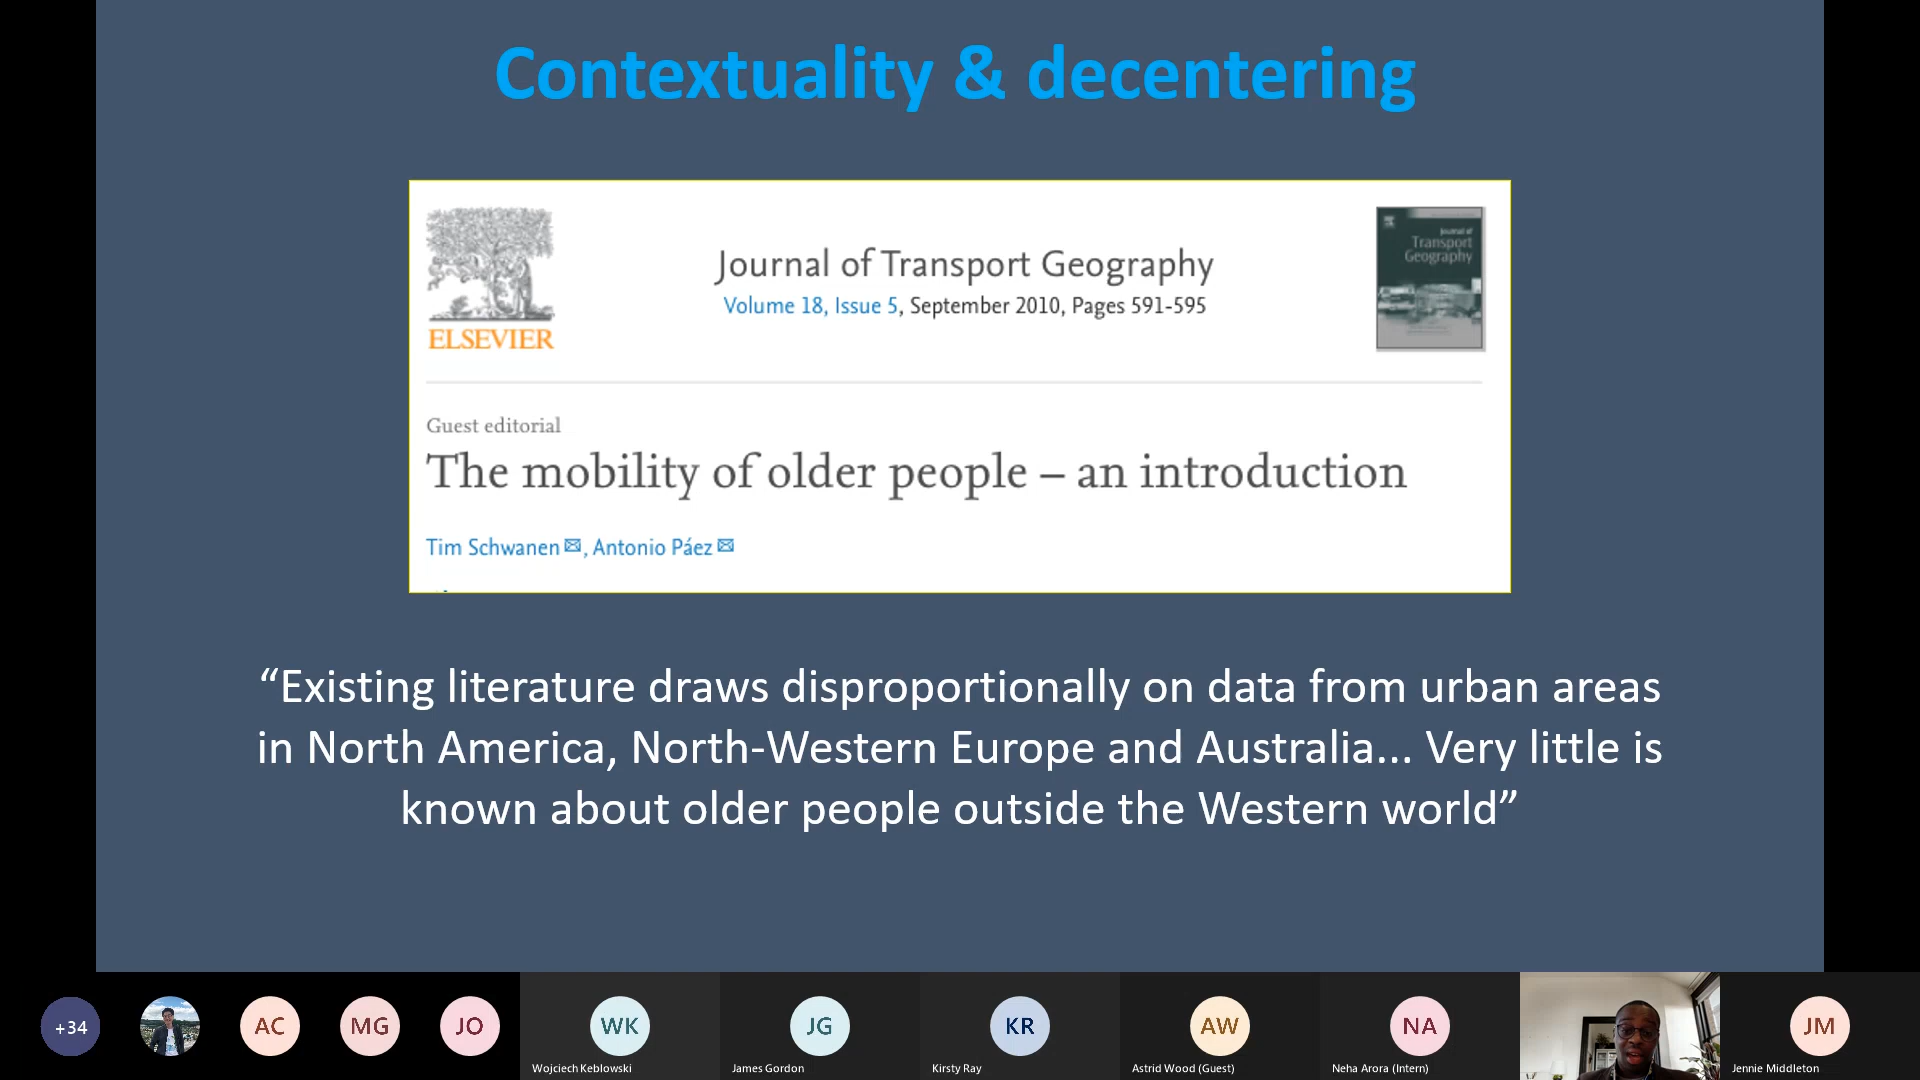 Contextuality & decentering
ELSEVIER
Journal of Transport Geography
Volume 18, Issue 5, September 2010, Pages 591-595
Journal of
Transport
Geography
Guest editorial
The mobility of older people – an introduction
Tim Schwanen, Antonio Páez
“Existing literature draws disproportionally on data from urban areas
in North America, North-Western Europe and Australia... Very little is
known about older people outside the Western world”
+34
AC
MG
JO
WK
JG
KR
AW
NA
JM
Wojciech Keblowski
James Gordon
Kirsty Ray
Astrid Wood (Guest)
Neha Arora (Intern)
Jennie Middleton